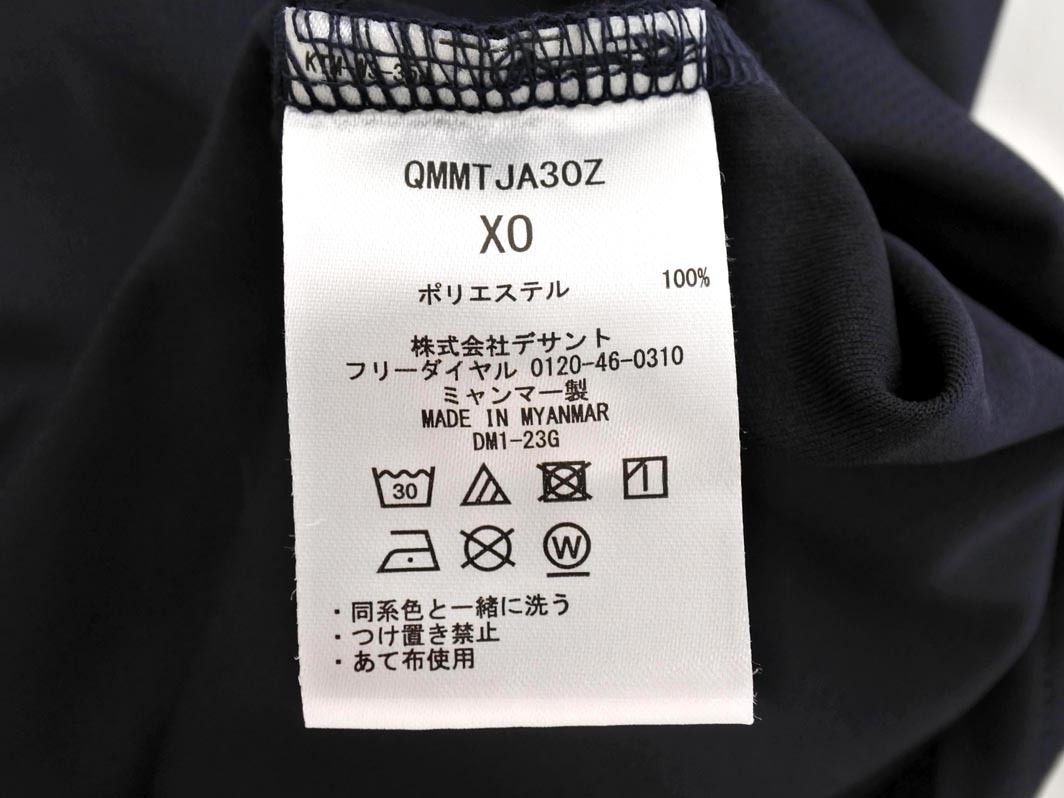 QMMTJA30Z
XO
ポリエステル 100%
株式会社デサント
フリーダイヤル 0120-46-0310
ミャンマー製
MADE IN MYANMAR
DM1-23G
30
W
・同系色と一緒に洗う
・つけ置き禁止
・あて布使用